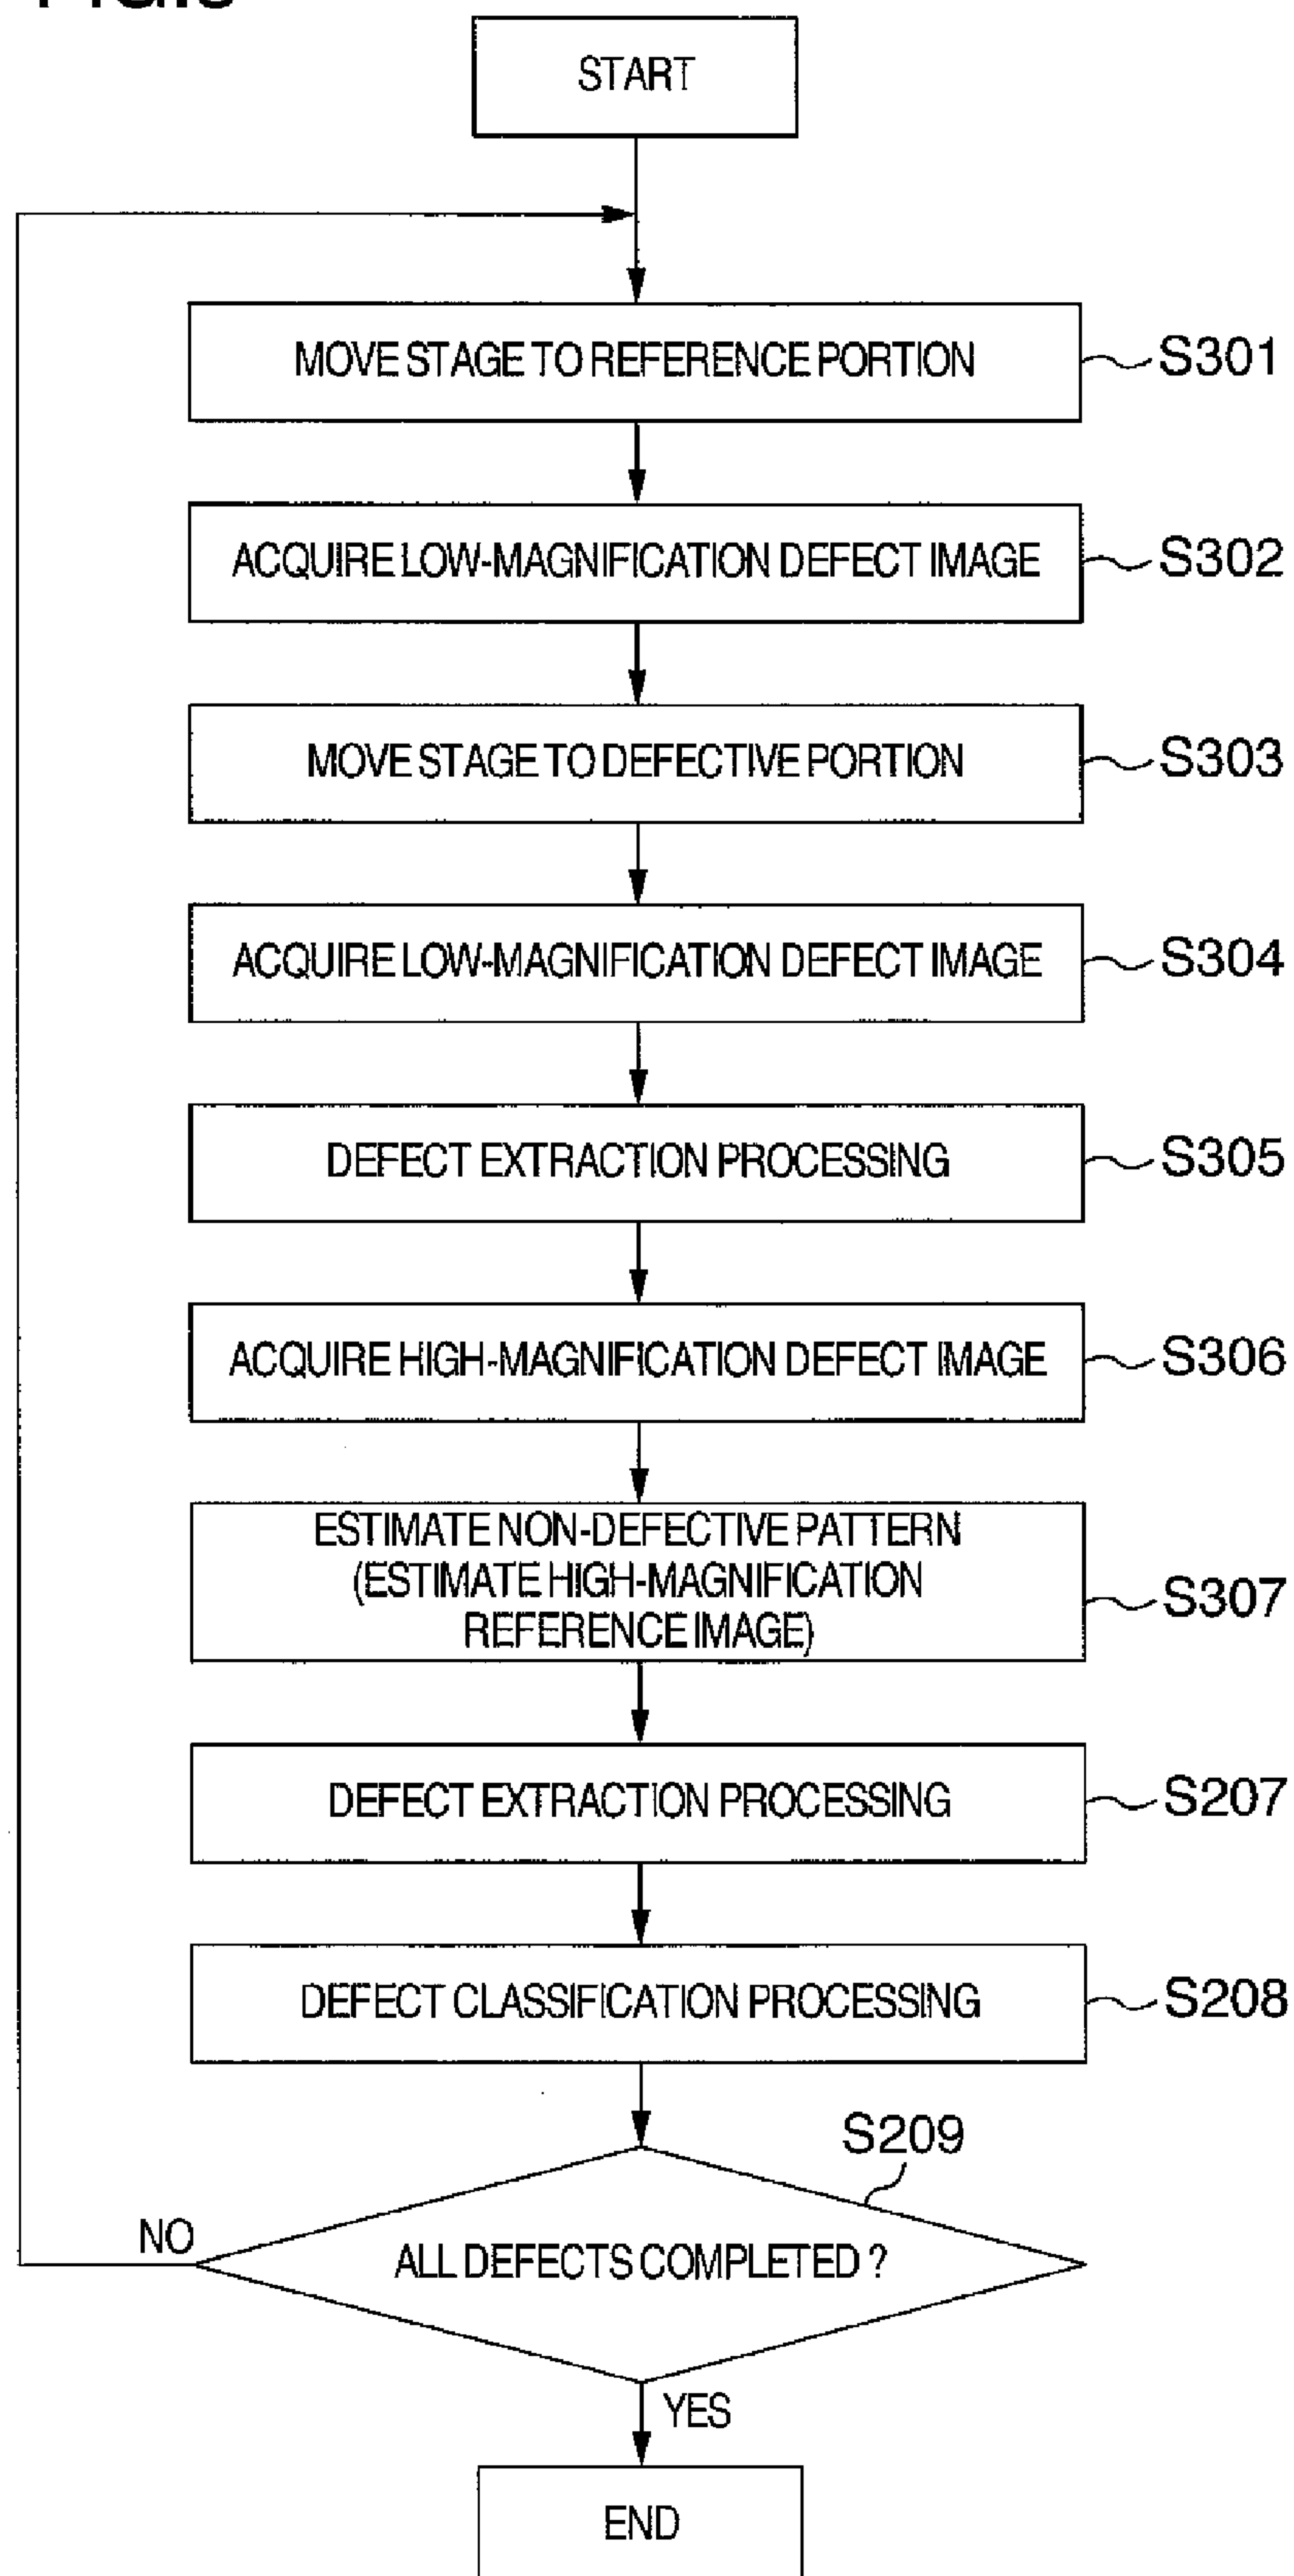 START
MOVE STAGE TO REFERENCE PORTION
S301
ACQUIRE LOW-MAGNIFICATION DEFECT IMAGE
S302
MOVE STAGE TO DEFECTIVE PORTION
S303
ACQUIRE LOW-MAGNIFICATION DEFECT IMAGE
S304
DEFECT EXTRACTION PROCESSING
S305
ACQUIRE HIGH-MAGNIFICATION DEFECT IMAGE
S306
ESTIMATE NON-DEFECTIVE PATTERN
(ESTIMATE HIGH-MAGNIFICATION
REFERENCE IMAGE)
S307
DEFECT EXTRACTION PROCESSING
S207
DEFECT CLASSIFICATION PROCESSING
S208
S209
NO
ALL DEFECTS COMPLETED ?
YES
END